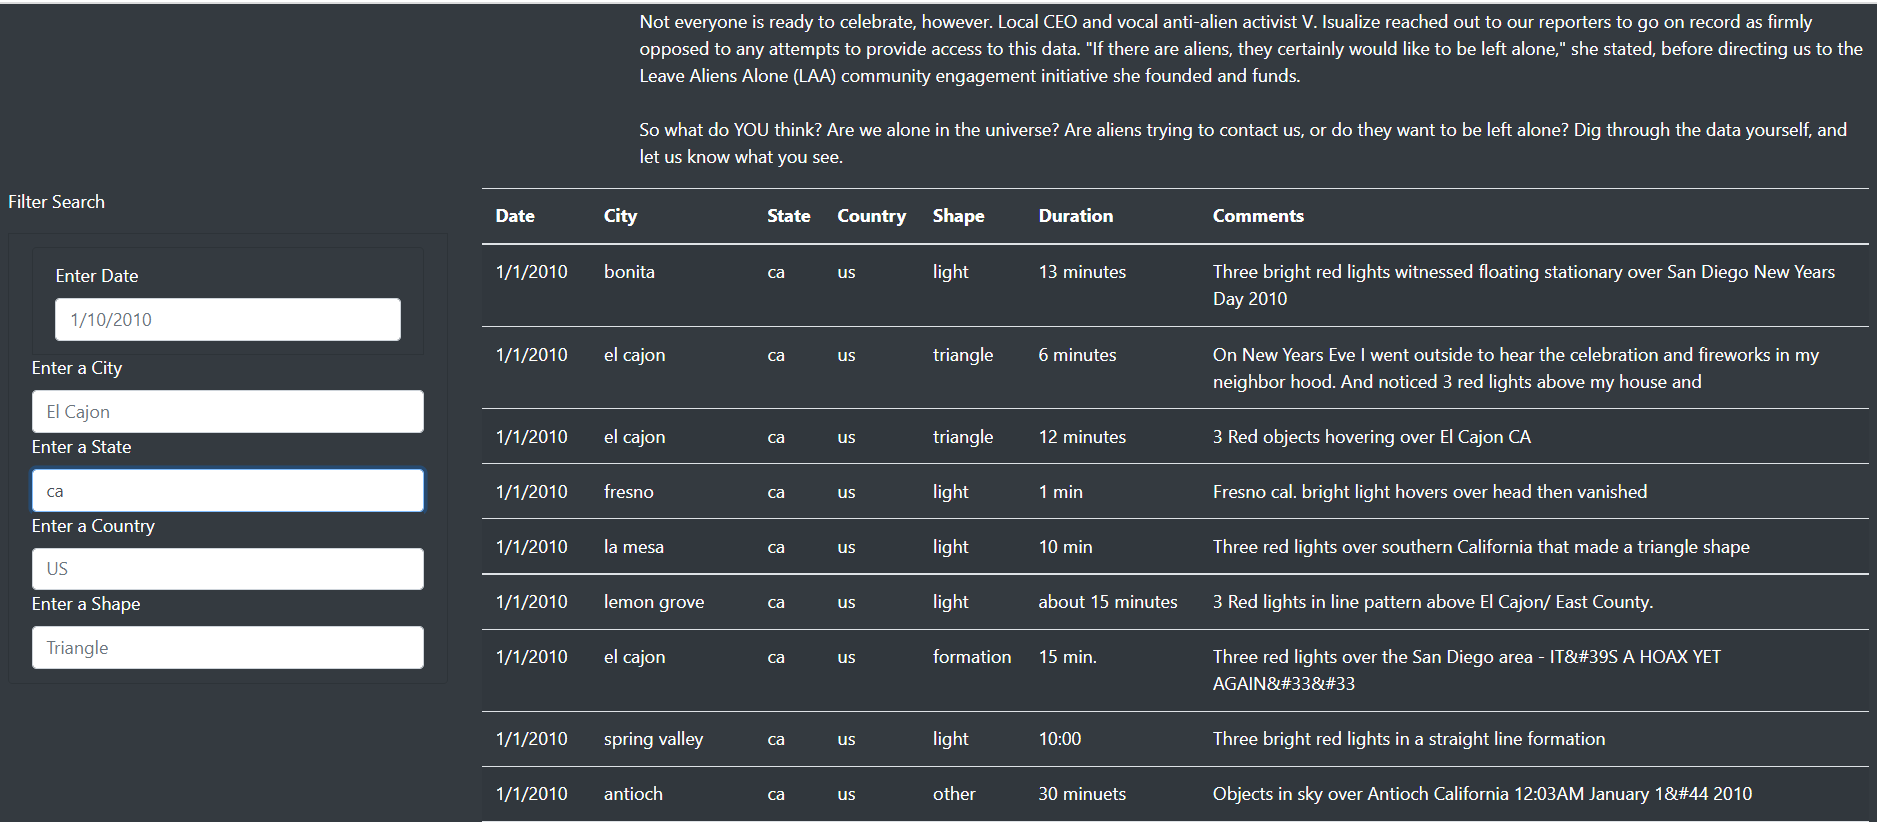 Not everyone is ready to celebrate, however. Local CEO and vocal anti-alien activist V. Isualize reached out to our reporters to go on record as firmly
opposed to any attempts to provide access to this data. "If there are aliens, they certainly would like to be left alone," she stated, before directing us to the
Leave Aliens Alone (LAA) community engagement initiative she founded and funds.
So what do YOU think? Are we alone in the universe? Are aliens trying to contact us, or do they want to be left alone? Dig through the data yourself, and
let us know what you see.
Filter Search
Enter Date
1/10/2010
Enter a City
El Cajon
Enter a State
ca
Enter a Country
US
Enter a Shape
Triangle
Date City State Country Shape Duration Comments
1/1/2010 bonita ca us light 13 minutes Three bright red lights witnessed floating stationary over San Diego New Years
Day 2010
1/1/2010 el cajon ca us triangle 6 minutes On New Years Eve I went outside to hear the celebration and fireworks in my
neighbor hood. And noticed 3 red lights above my house and
1/1/2010 el cajon ca us triangle 12 minutes 3 Red objects hovering over El Cajon CA
1/1/2010 fresno ca us light 1 min Fresno cal. bright light hovers over head then vanished
1/1/2010 la mesa ca us light 10 min Three red lights over southern California that made a triangle shape
1/1/2010 lemon grove ca us light about 15 minutes 3 Red lights in line pattern above El Cajon/ East County.
1/1/2010 el cajon ca us formation 15 min. Three red lights over the San Diego area - IT&#39S A HOAX YET
AGAIN&#33&#33
1/1/2010 spring valley ca us light 10:00 Three bright red lights in a straight line formation
1/1/2010 antioch ca us other 30 minuets Objects in sky over Antioch California 12:03AM January 1&#44 2010